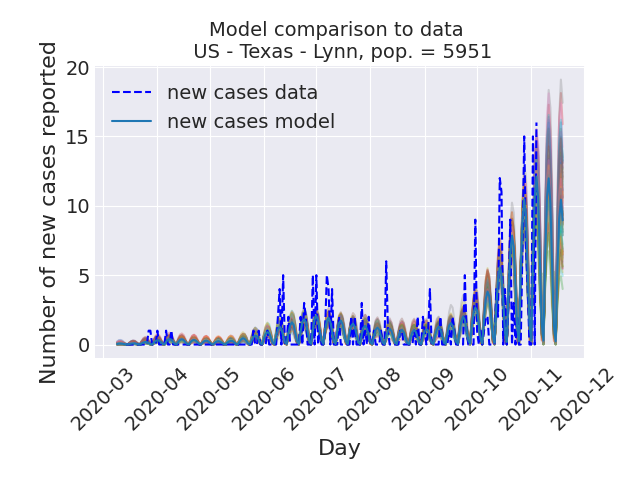 Model comparison to data
US - Texas - Lynn, pop. = 5951
20
15
10
5
0
new cases data
new cases model
Number of new cases reported
2020-03
2020-04
2020-05
2020-06
2020-07
2020-08
2020-09
2020-10
2020-11
2020-12
Day